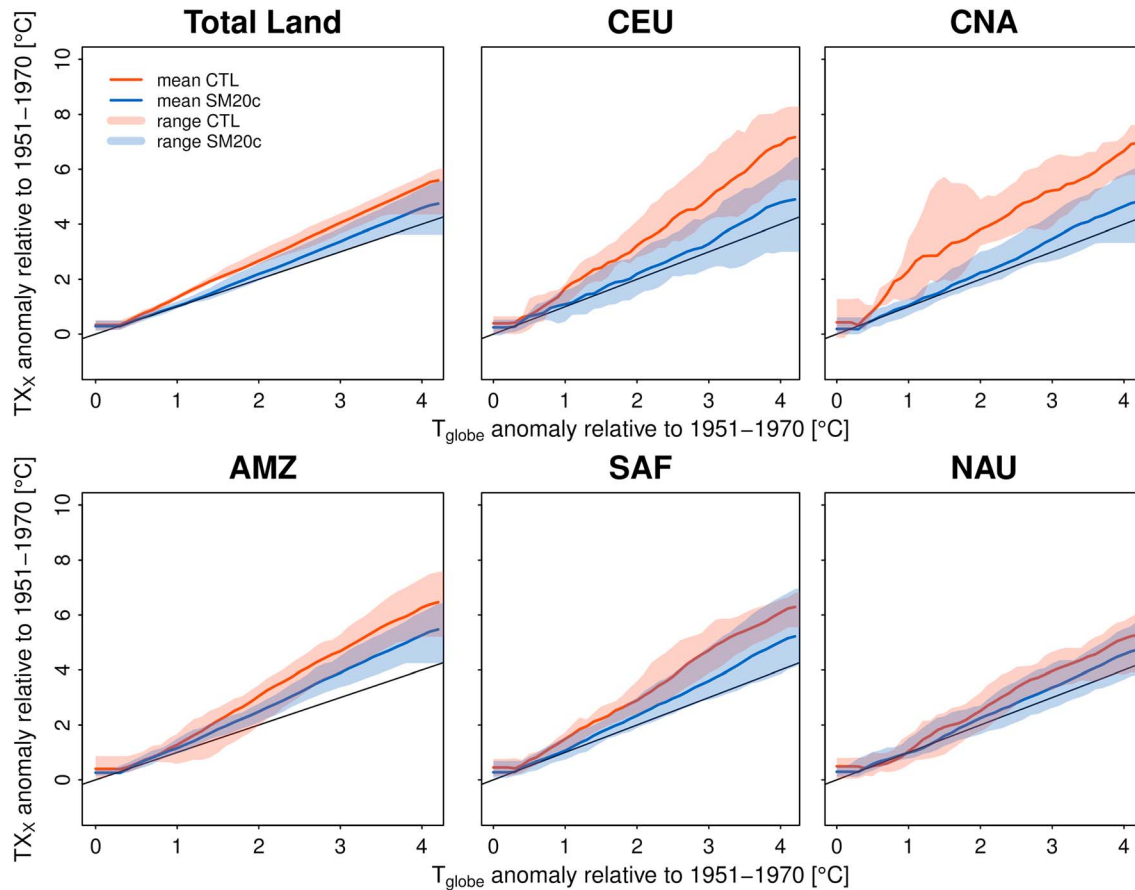 Total Land
CEU
CNA
TXx anomaly relative to 1951−1970 [°C]
10
8
6
4
2
0
mean CTL
mean SM20c
range CTL
range SM20c
0 1 2 3 4
0 1 2 3 4
0 1 2 3 4
Tglobe anomaly relative to 1951−1970 [°C]
AMZ
SAF
NAU
TXx anomaly relative to 1951−1970 [°C]
10
8
6
4
2
0
0 1 2 3 4
0 1 2 3 4
0 1 2 3 4
Tglobe anomaly relative to 1951−1970 [°C]